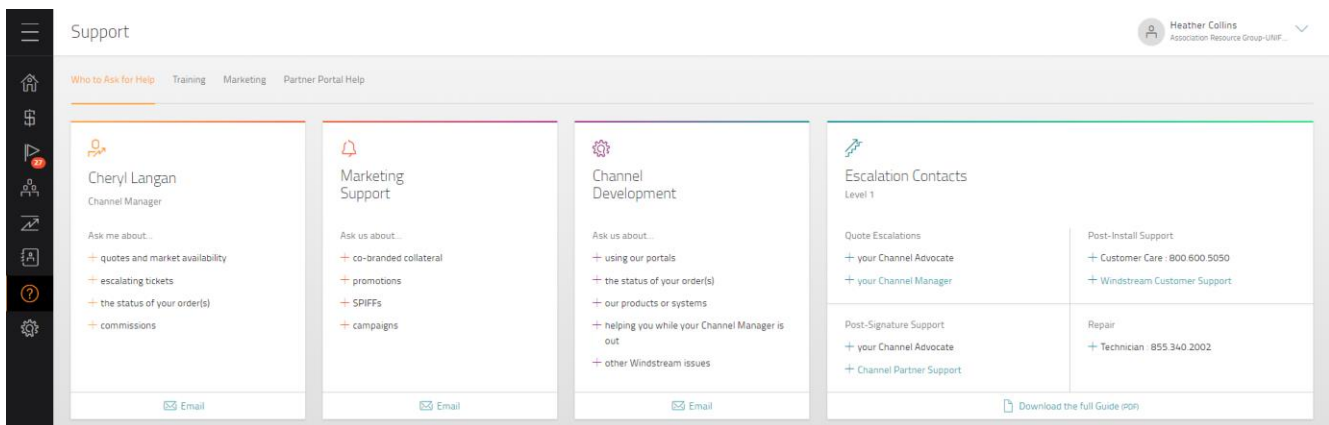 Support
Heather Collins
Association Resource Group-UNIF...
Who to Ask for Help
Training
Marketing
Partner Portal Help
27
Cheryl Langan
Channel Manager
Ask me about...
+ quotes and market availability
+ escalating tickets
+ the status of your order(s)
+ commissions
Email
Marketing
Support
Ask us about...
+ co-branded collateral
+ promotions
+ SPIFFs
+ campaigns
Email
Channel
Development
Ask us about...
+ using our portals
+ the status of your order(s)
+ our products or systems
+ helping you while your Channel Manager is
out
+ other Windstream issues
Email
Escalation Contacts
Level 1
Quote Escalations
+ your Channel Advocate
+ your Channel Manager
Post-Install Support
+ Customer Care : 800.600.5050
+ Windstream Customer Support
Post-Signature Support
+ your Channel Advocate
+ Channel Partner Support
Repair
+ Technician : 855.340.2002
Download the full Guide (PDF)